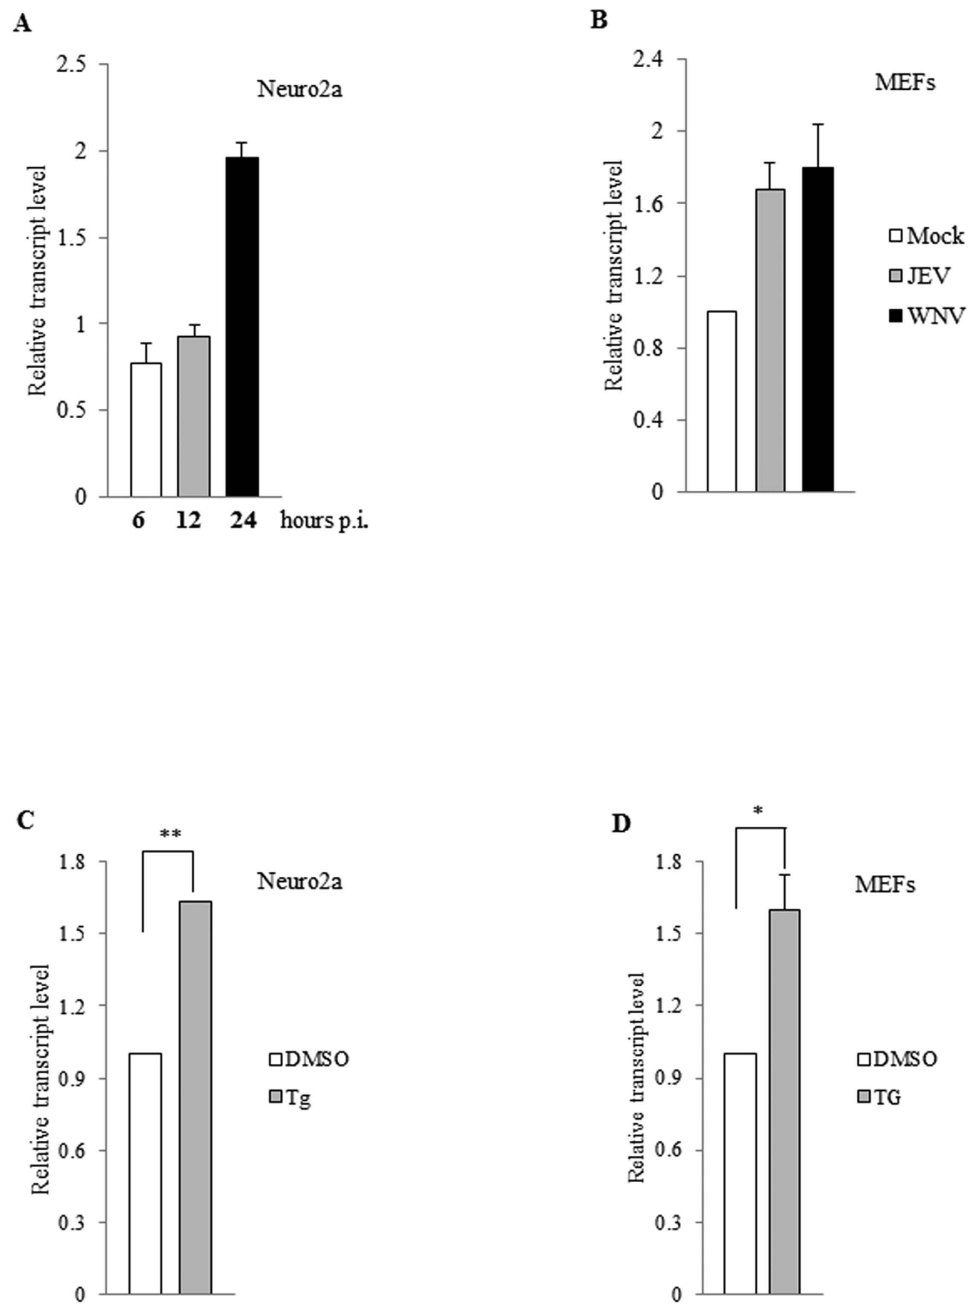 A
Neuro2a
Relative transcript level
2.5
2
1.5
1
0.5
0
6 12 24 hours p.i.
B
MEFs
Relative transcript level
2.4
2
1.6
1.2
0.8
0.4
0
Mock
JEV
WNV
C
**
Neuro2a
Relative transcript level
1.8
1.5
1.2
0.9
0.6
0.3
0
DMSO
Tg
D
*
MEFs
Relative transcript level
1.8
1.5
1.2
0.9
0.6
0.3
0
DMSO
TG